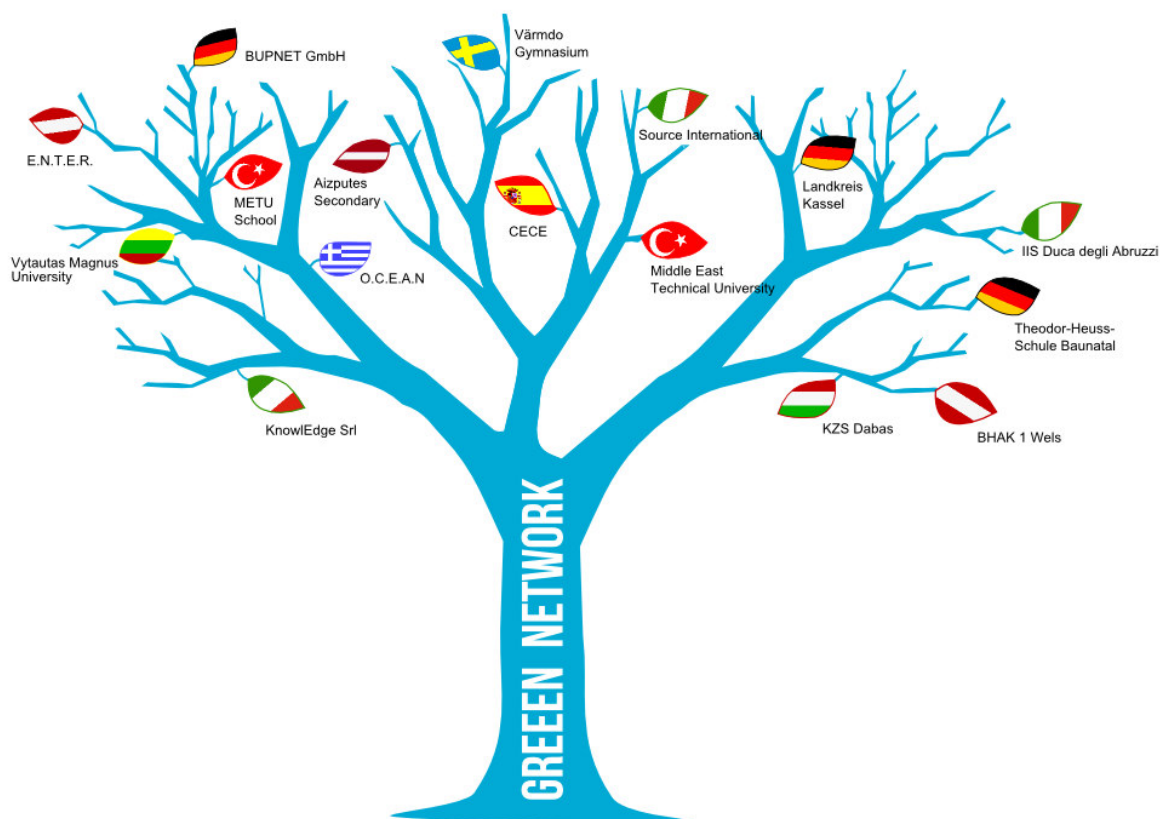 BUPNET GmbH
Värmdo
Gymnasium
Source International
E.N.T.E.R.
METU
School
Aizputes
Secondary
CECE
Landkreis
Kassel
Vytautas Magnus
University
O.C.E.A.N
Middle East
Technical University
IIS Duca degli Abruzzi
Theodor-Heuss-
Schule Baunatal
KnowlEdge Srl
KZS Dabas
BHAK 1 Wels
GREEEN NETWORK